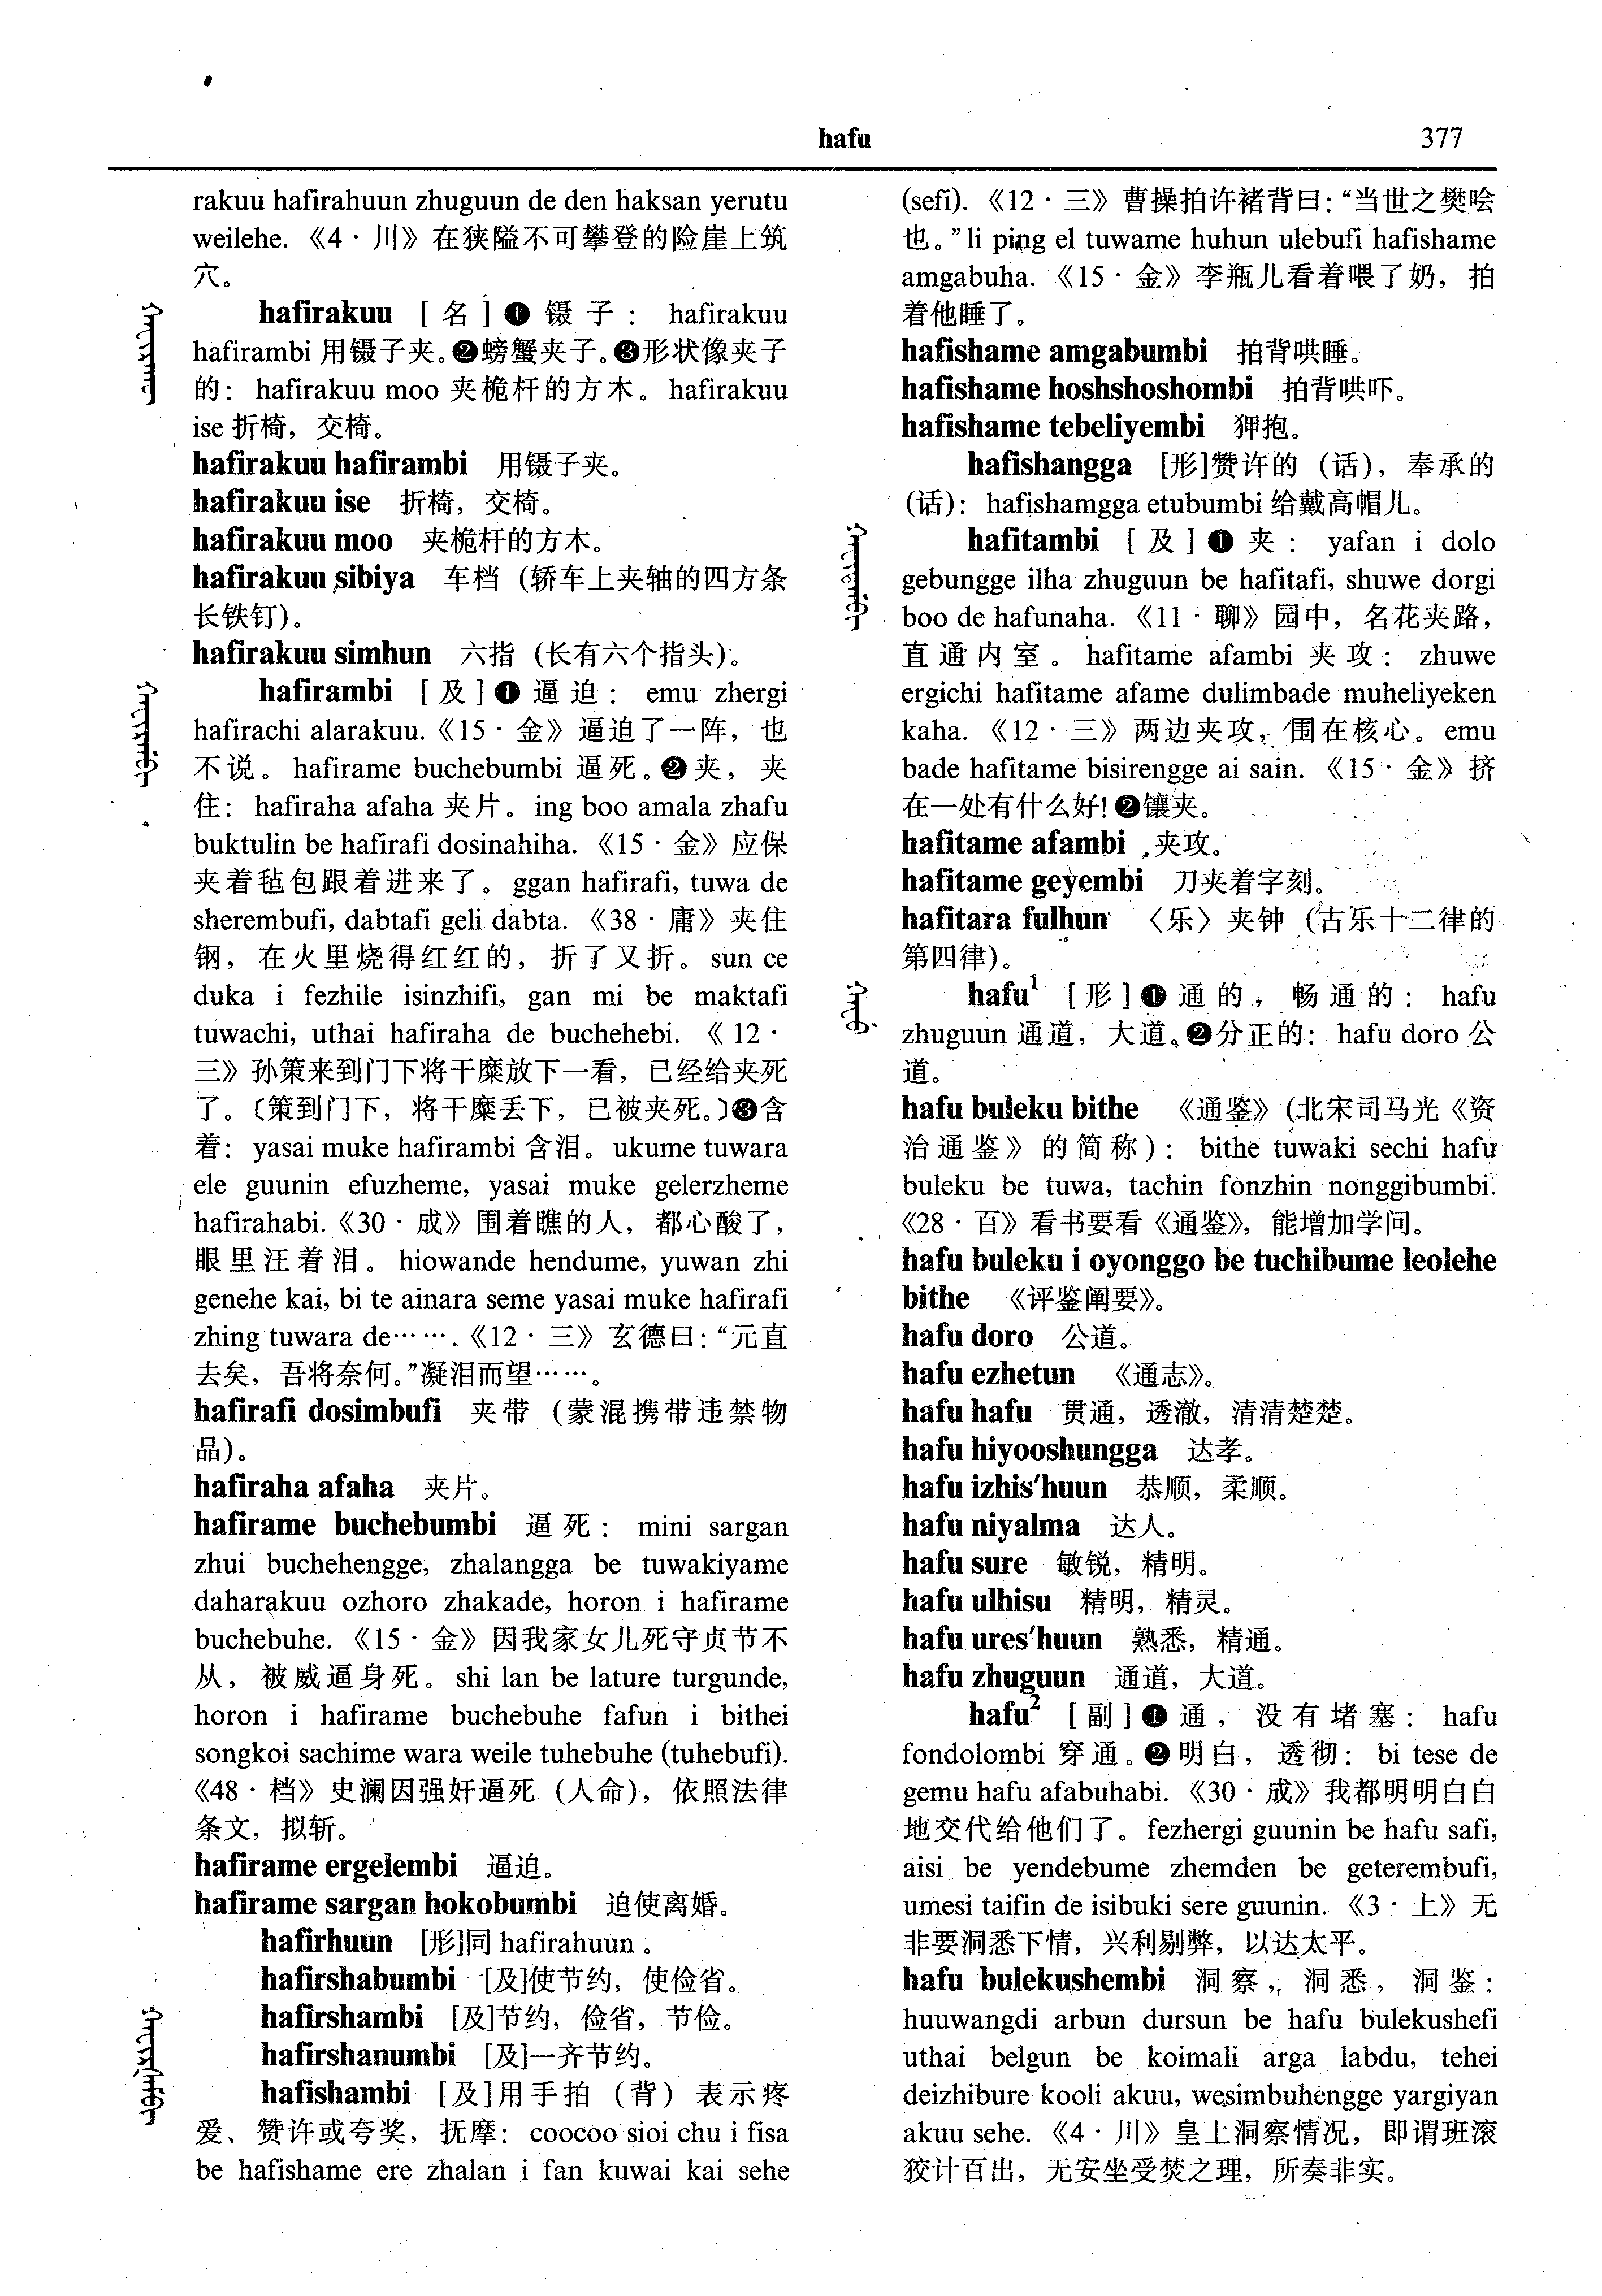 hafu
377
rakuu hafirahuun zhuguun de den haksan yerutu
weilehe. 《4 · 川》在狭隘不可攀登的险崖上筑
穴。
hafirakuu [名]❶镊子: hafirakuu
hafirambi 用镊子夹。❷螃蟹夹子。❸形状像夹子
的: hafirakuu moo 夹桅杆的方木。hafirakuu
ise 折椅, 交椅。
hafirakuu hafirambi 用镊子夹。
hafirakuu ise 折椅, 交椅。
hafirakuu moo 夹桅杆的方木。
hafirakuu sibiya 车档 (轿车上夹轴的四方条
长铁钉)。
hafirakuu simhun 六指 (长有六个指头)。
hafirambi [及]❶逼迫: emu zhergi
hafirachi alarakuu. 《15 · 金》逼迫了一阵, 也
不说。hafirame buchebumbi 逼死。❷夹, 夹
住: hafiraha afaha 夹片。ing boo amala zhafu
buktulin be hafirafi dosinahiha. 《15 · 金》应保
夹着毡包跟着进来了。ggan hafirafi, tuwa de
sherembufi, dabtafi geli dabta. 《38 · 庸》夹住
钢, 在火里烧得红红的, 折了又折。sun ce
duka i fezhile isinzhifi, gan mi be maktafi
tuwachi, uthai hafiraha de buchehebi. 《12 ·
三》孙策来到门下将干糜放下一看, 已经给夹死
了。〔策到门下, 将干糜丢下, 已被夹死。〕❸含
着: yasai muke hafirambi 含泪。ukume tuwara
ele guunin efuzheme, yasai muke gelerzheme
hafirahabi. 《30 · 成》围着瞧的人, 都心酸了,
眼里汪着泪。hiowande hendume, yuwan zhi
genehe kai, bi te ainara seme yasai muke hafirafi
zhing tuwara de……. 《12 · 三》玄德曰: “元直
去矣, 吾将奈何。”凝泪而望……。
hafirafi dosimbufi 夹带 (蒙混携带违禁物
品)。
hafiraha afaha 夹片。
hafirame buchebumbi 逼死: mini sargan
zhui buchehengge, zhalangga be tuwakiyame
daharakuu ozhoro zhakade, horon i hafirame
buchebuhe. 《15 · 金》因我家女儿死守贞节不
从, 被威逼身死。shi lan be lature turgunde,
horon i hafirame buchebuhe fafun i bithei
songkoi sachime wara weile tuhebuhe (tuhebufi).
《48 · 档》史澜因强奸逼死 (人命), 依照法律
条文, 拟斩。
hafirame ergelembi 逼迫。
hafirame sargan hokobumbi 迫使离婚。
hafirhuun [形]同 hafirahuun。
hafirshabumbi [及]使节约, 使俭省。
hafirshambi [及]节约, 俭省, 节俭。
hafirshanumbi [及]一齐节约。
hafishambi [及]用手拍 (背) 表示疼
爱、赞许或夸奖, 抚摩: coocoo sioi chu i fisa
be hafishame ere zhalan i fan kuwai kai sehe
(sefi). 《12 · 三》曹操拍许褚背曰: “当世之樊哙
也。” li ping el tuwame huhun ulebufi hafishame
amgabuha. 《15 · 金》李瓶儿看着喂了奶, 拍
着他睡了。
hafishame amgabumbi 拍背哄睡。
hafishame hoshshoshombi 拍背哄吓。
hafishame tebeliyembi 狎抱。
hafishangga [形]赞许的 (话), 奉承的
(话): hafishamgga etubumbi 给戴高帽儿。
hafitambi [及]❶夹: yafan i dolo
gebungge ilha zhuguun be hafitafi, shuwe dorgi
boo de hafunaha. 《11 · 聊》园中, 名花夹路,
直通内室。hafitame afambi 夹攻: zhuwe
ergichi hafitame afame dulimbade muheliyeken
kaha. 《12 · 三》两边夹攻, 围在核心。emu
bade hafitame bisirengge ai sain. 《15 · 金》挤
在一处有什么好! ❷镶夹。
hafitame afambi 夹攻。
hafitame geyembi 刀夹着字刻。
hafitara fulhun 〈乐〉夹钟 (古乐十二律的
第四律)。
hafu¹ [形]❶通的, 畅通的: hafu
zhuguun 通道, 大道。❷分正的: hafu doro 公
道。
hafu buleku bithe 《通鉴》(北宋司马光《资
治通鉴》的简称): bithe tuwaki sechi hafu
buleku be tuwa, tachin fonzhin nonggibumbi.
《28 · 百》看书要看《通鉴》, 能增加学问。
hafu buleku i oyonggo be tuchibume leolehe
bithe 《评鉴阐要》。
hafu doro 公道。
hafu ezhetun 《通志》。
hafu hafu 贯通, 透澈, 清清楚楚。
hafu hiyooshungga 达孝。
hafu izhis'huun 恭顺, 柔顺。
hafu niyalma 达人。
hafu sure 敏锐, 精明。
hafu ulhisu 精明, 精灵。
hafu ures'huun 熟悉, 精通。
hafu zhuguun 通道, 大道。
hafu² [副]❶通, 没有堵塞: hafu
fondolombi 穿通。❷明白, 透彻: bi tese de
gemu hafu afabuhabi. 《30 · 成》我都明明白白
地交代给他们了。fezhergi guunin be hafu safi,
aisi be yendebume zhemden be geterembufi,
umesi taifin de isibuki sere guunin. 《3 · 上》无
非要洞悉下情, 兴利剔弊, 以达太平。
hafu bulekushembi 洞察, 洞悉, 洞鉴:
huuwangdi arbun dursun be hafu bulekushefi
uthai belgun be koimali arga labdu, tehei
deizhibure kooli akuu, wesimbuhengge yargiyan
akuu sehe. 《4 · 川》皇上洞察情况, 即谓班滚
狡计百出, 无安坐受焚之理, 所奏非实。